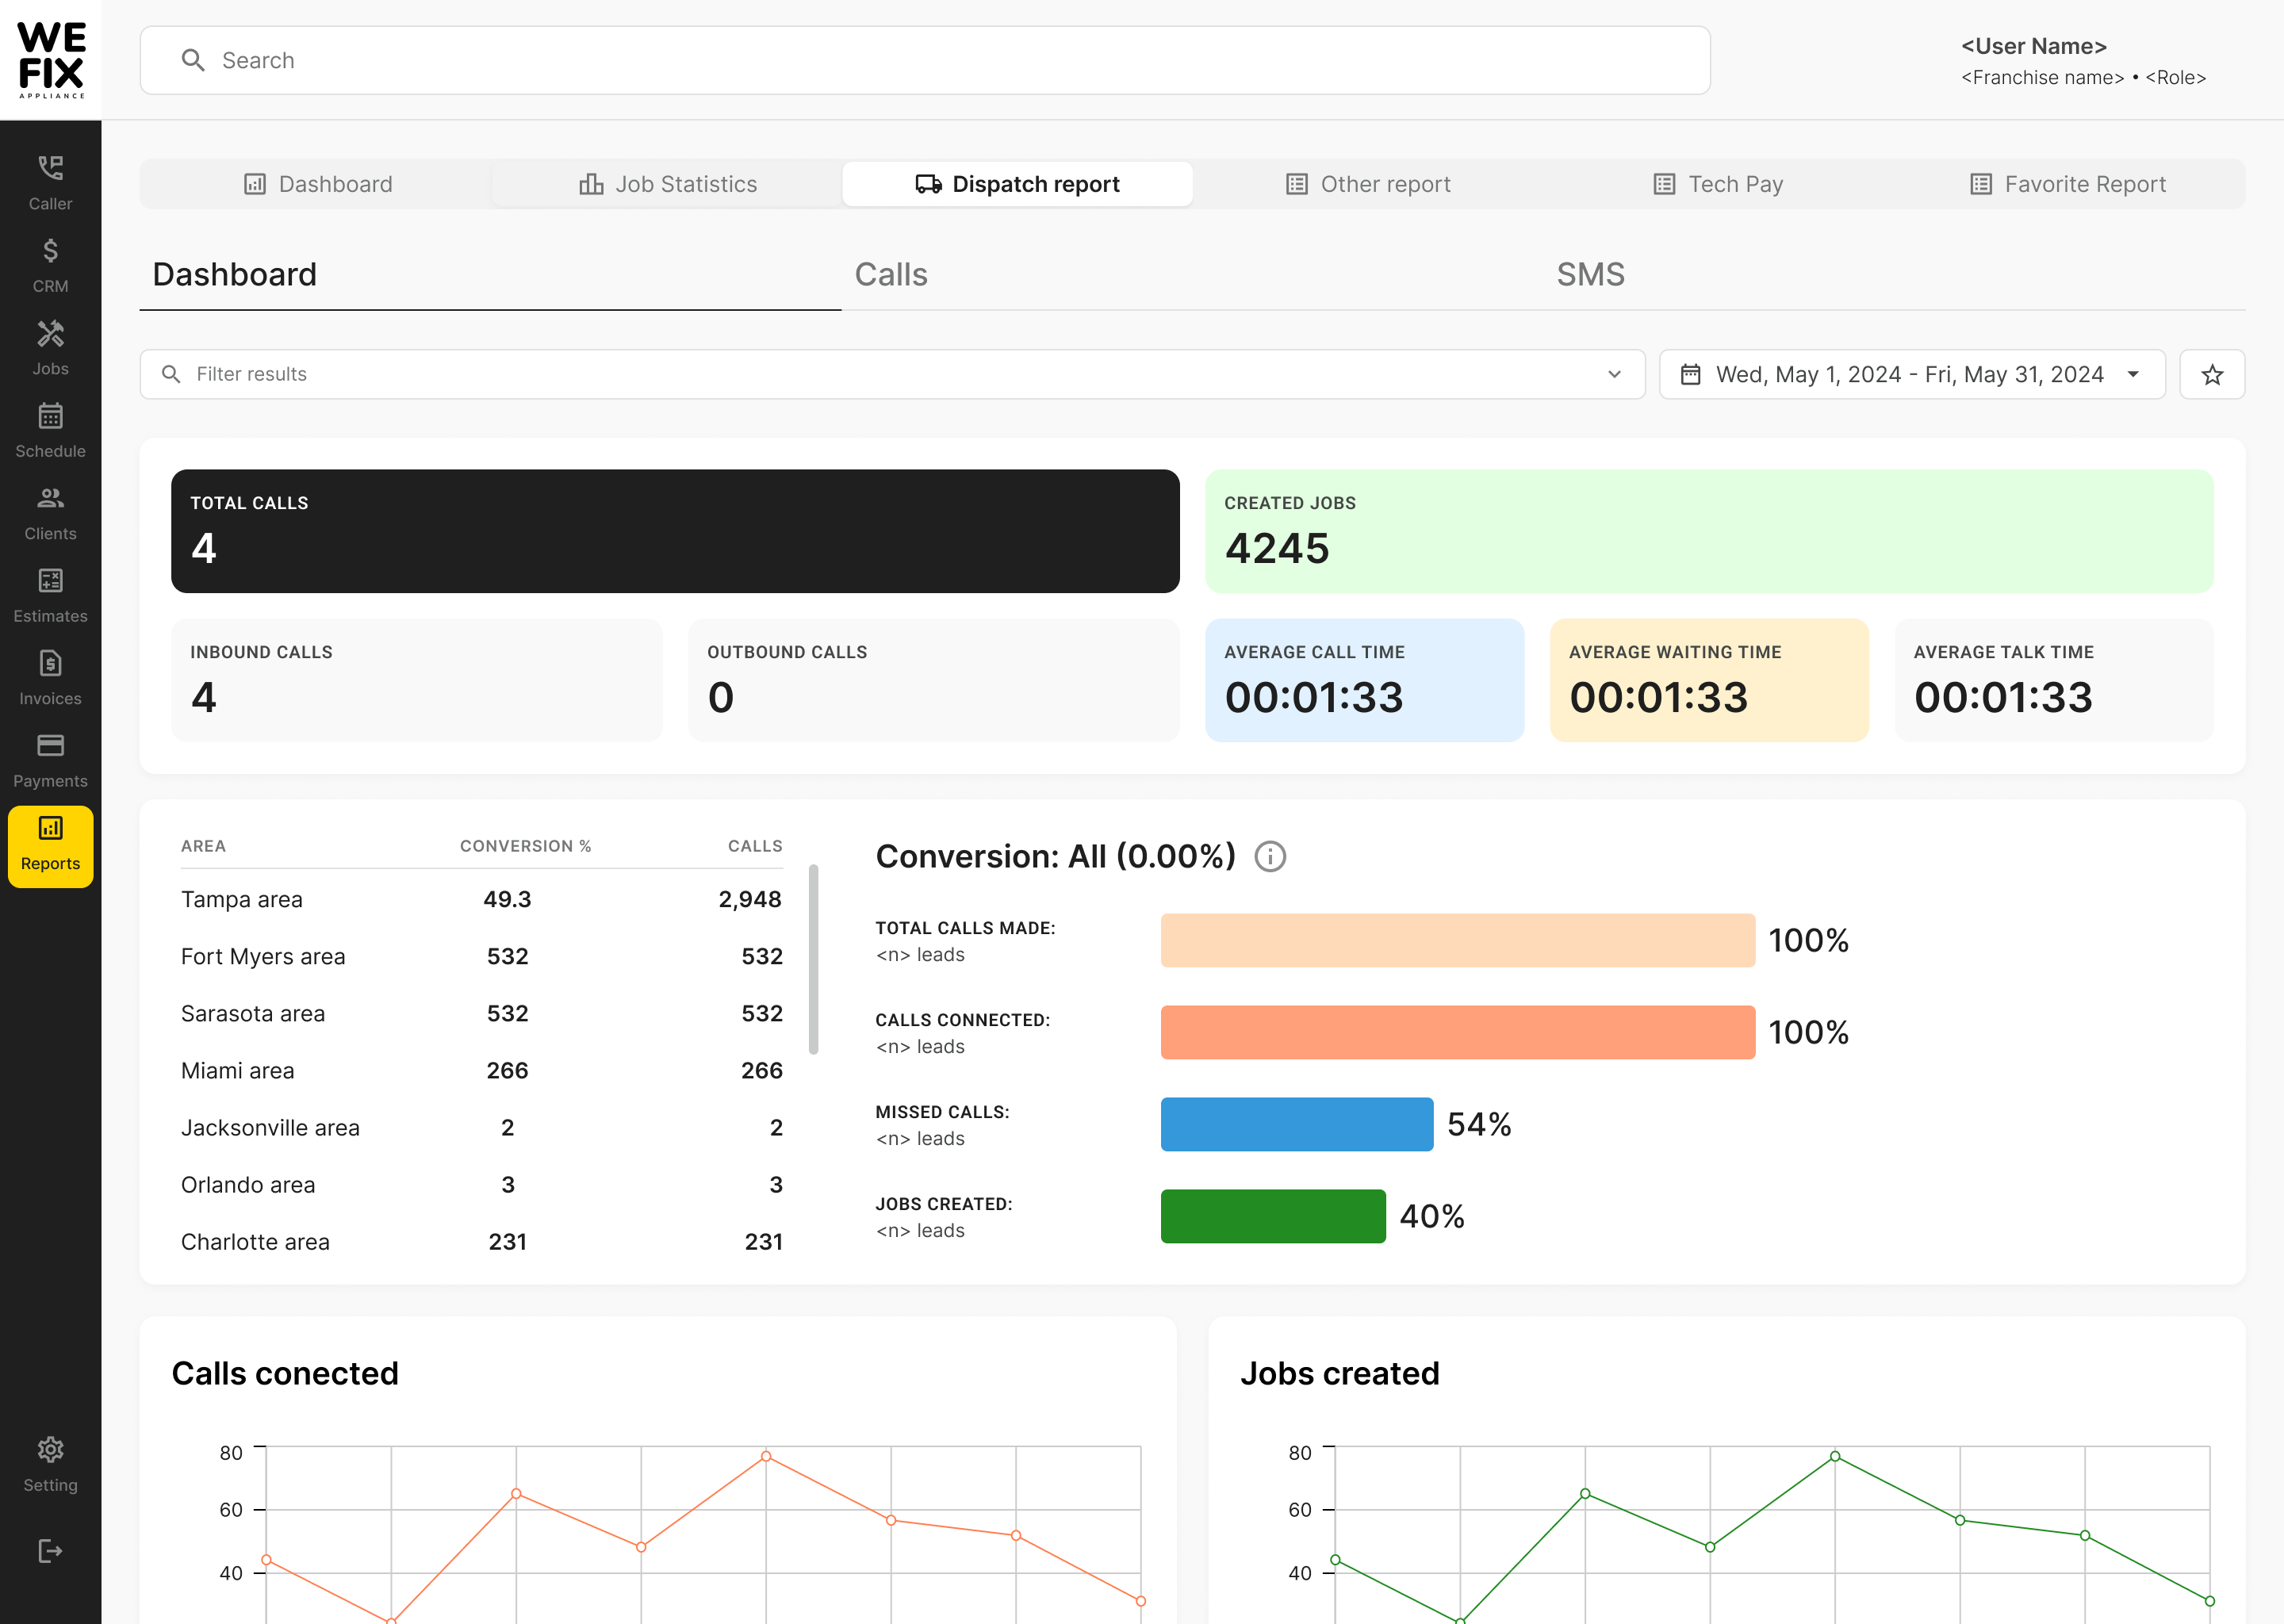 WE
FIX
APPLIANCE
Search
<User Name>
<Franchise name> • <Role>
Caller
CRM
Jobs
Schedule
Clients
Estimates
Invoices
Payments
Reports
Setting
Dashboard
Job Statistics
Dispatch report
Other report
Tech Pay
Favorite Report
Dashboard
Calls
SMS
Filter results
Wed, May 1, 2024 - Fri, May 31, 2024
TOTAL CALLS
4
CREATED JOBS
4245
INBOUND CALLS
4
OUTBOUND CALLS
0
AVERAGE CALL TIME
00:01:33
AVERAGE WAITING TIME
00:01:33
AVERAGE TALK TIME
00:01:33
AREA CONVERSION % CALLS
Tampa area 49.3 2,948
Fort Myers area 532 532
Sarasota area 532 532
Miami area 266 266
Jacksonville area 2 2
Orlando area 3 3
Charlotte area 231 231
Conversion: All (0.00%)
TOTAL CALLS MADE:
<n> leads
100%
CALLS CONNECTED:
<n> leads
100%
MISSED CALLS:
<n> leads
54%
JOBS CREATED:
<n> leads
40%
Calls conected
80
60
40
Jobs created
80
60
40